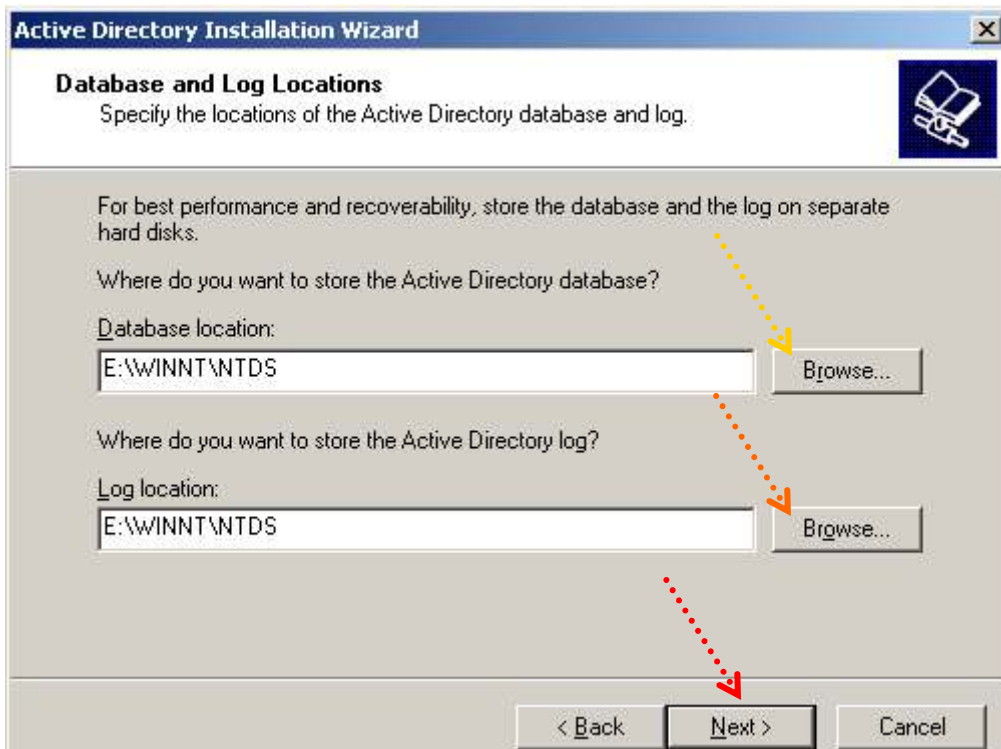 Active Directory Installation Wizard
Database and Log Locations
Specify the locations of the Active Directory database and log.
For best performance and recoverability, store the database and the log on separate
hard disks.
Where do you want to store the Active Directory database?
Database location:
E:\WINNT\NTDS
Browse...
Where do you want to store the Active Directory log?
Log location:
E:\WINNT\NTDS
Browse...
< Back
Next >
Cancel